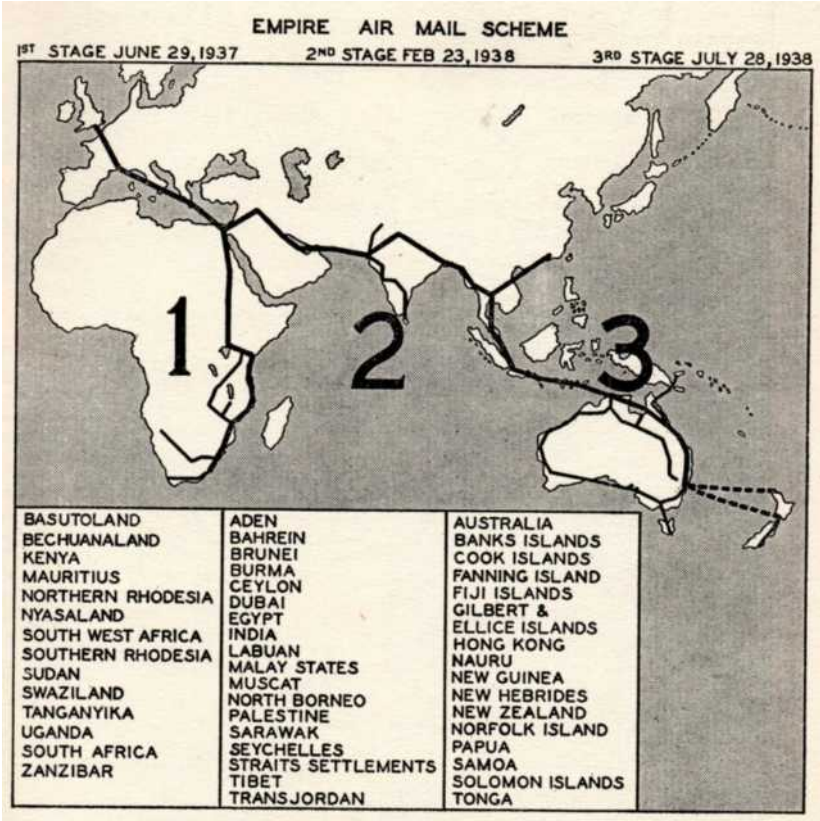 EMPIRE AIR MAIL SCHEME
1ST STAGE JUNE 29,1937 2ND STAGE FEB 23,1938 3RD STAGE JULY 28,1938
1
2
3
BASUTOLAND
BECHUANALAND
KENYA
MAURITIUS
NORTHERN RHODESIA
NYASALAND
SOUTH WEST AFRICA
SOUTHERN RHODESIA
SUDAN
SWAZILAND
TANGANYIKA
UGANDA
SOUTH AFRICA
ZANZIBAR
ADEN
BAHREIN
BRUNEI
BURMA
CEYLON
DUBAI
EGYPT
INDIA
LABUAN
MALAY STATES
MUSCAT
NORTH BORNEO
PALESTINE
SARAWAK
SEYCHELLES
STRAITS SETTLEMENTS
TIBET
TRANSJORDAN
AUSTRALIA
BANKS ISLANDS
COOK ISLANDS
FANNING ISLAND
FIJI ISLANDS
GILBERT &
ELLICE ISLANDS
HONG KONG
NAURU
NEW GUINEA
NEW HEBRIDES
NEW ZEALAND
NORFOLK ISLAND
PAPUA
SAMOA
SOLOMON ISLANDS
TONGA